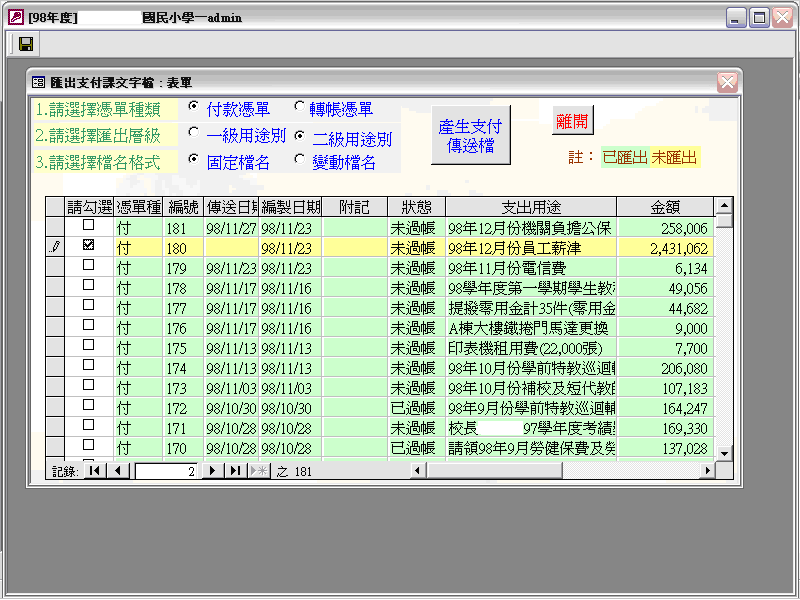 [98年度] 國民小學一admin
匯出支付課文字檔：表單
1.請選擇憑單種類 付款憑單 轉帳憑單
2.請選擇匯出層級 一級用途別 二級用途別
3.請選擇檔名格式 固定檔名 變動檔名
產生支付
傳送檔
離開
註： 已匯出 未匯出
請勾選 憑單種 編號 傳送日期 編製日期 附記 狀態 支出用途 金額
付 181 98/11/27 98/11/23 未過帳 98年12月份機關負擔公保 258,006
付 180 98/11/23 未過帳 98年12月份員工薪津 2,431,062
付 179 98/11/23 98/11/23 未過帳 98年11月份電信費 6,134
付 178 98/11/17 98/11/16 未過帳 98學年度第一學期學生教科 49,056
付 177 98/11/17 98/11/16 未過帳 提撥零用金計35件(零用金 44,682
付 176 98/11/17 98/11/16 未過帳 A棟大樓鐵捲門馬達更換 9,000
付 175 98/11/13 98/11/13 未過帳 印表機租用費(22,000張) 7,700
付 174 98/11/13 98/11/13 未過帳 98年10月份學前特教巡迴輔 206,080
付 173 98/11/03 98/11/03 未過帳 98年10月份補校及短代教師 107,183
付 172 98/10/30 98/10/30 已過帳 98年9月份學前特教巡迴輔 164,247
付 171 98/10/28 98/10/28 未過帳 校長 97學年度考績獎 169,330
付 170 98/10/28 98/10/28 已過帳 請領98年9月勞健保費及勞 137,028
記錄: 2 之 181